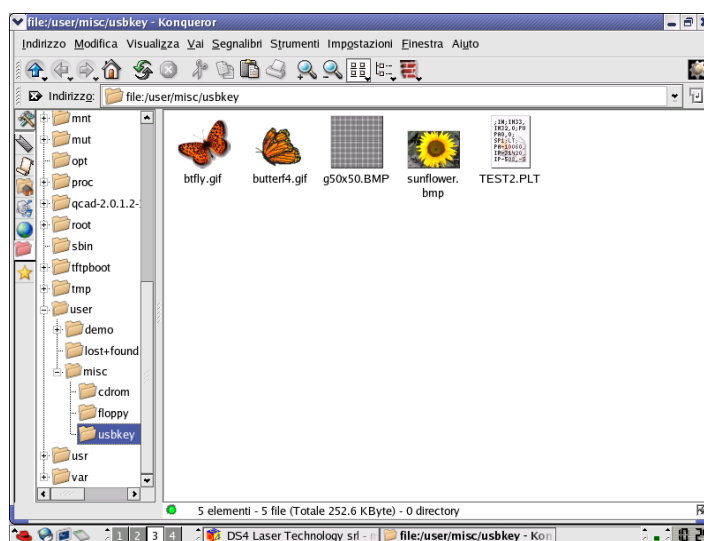 file:/user/misc/usbkey - Konqueror
Indirizzo Modifica Visualizza Vai Segnalibri Strumenti Impostazioni Finestra Aiuto
Indirizzo: file:/user/misc/usbkey
mnt
mut
opt
proc
qcad-2.0.1.2-
root
sbin
tftpboot
tmp
user
demo
lost+found
misc
cdrom
floppy
usbkey
usr
var
btfly.gif butterf4.gif g50x50.BMP sunflower.bmp TEST2.PLT
5 elementi - 5 file (Totale 252.6 KByte) - 0 directory
1 2 3 4 DS4 Laser Technology srl - file:/user/misc/usbkey - Kon